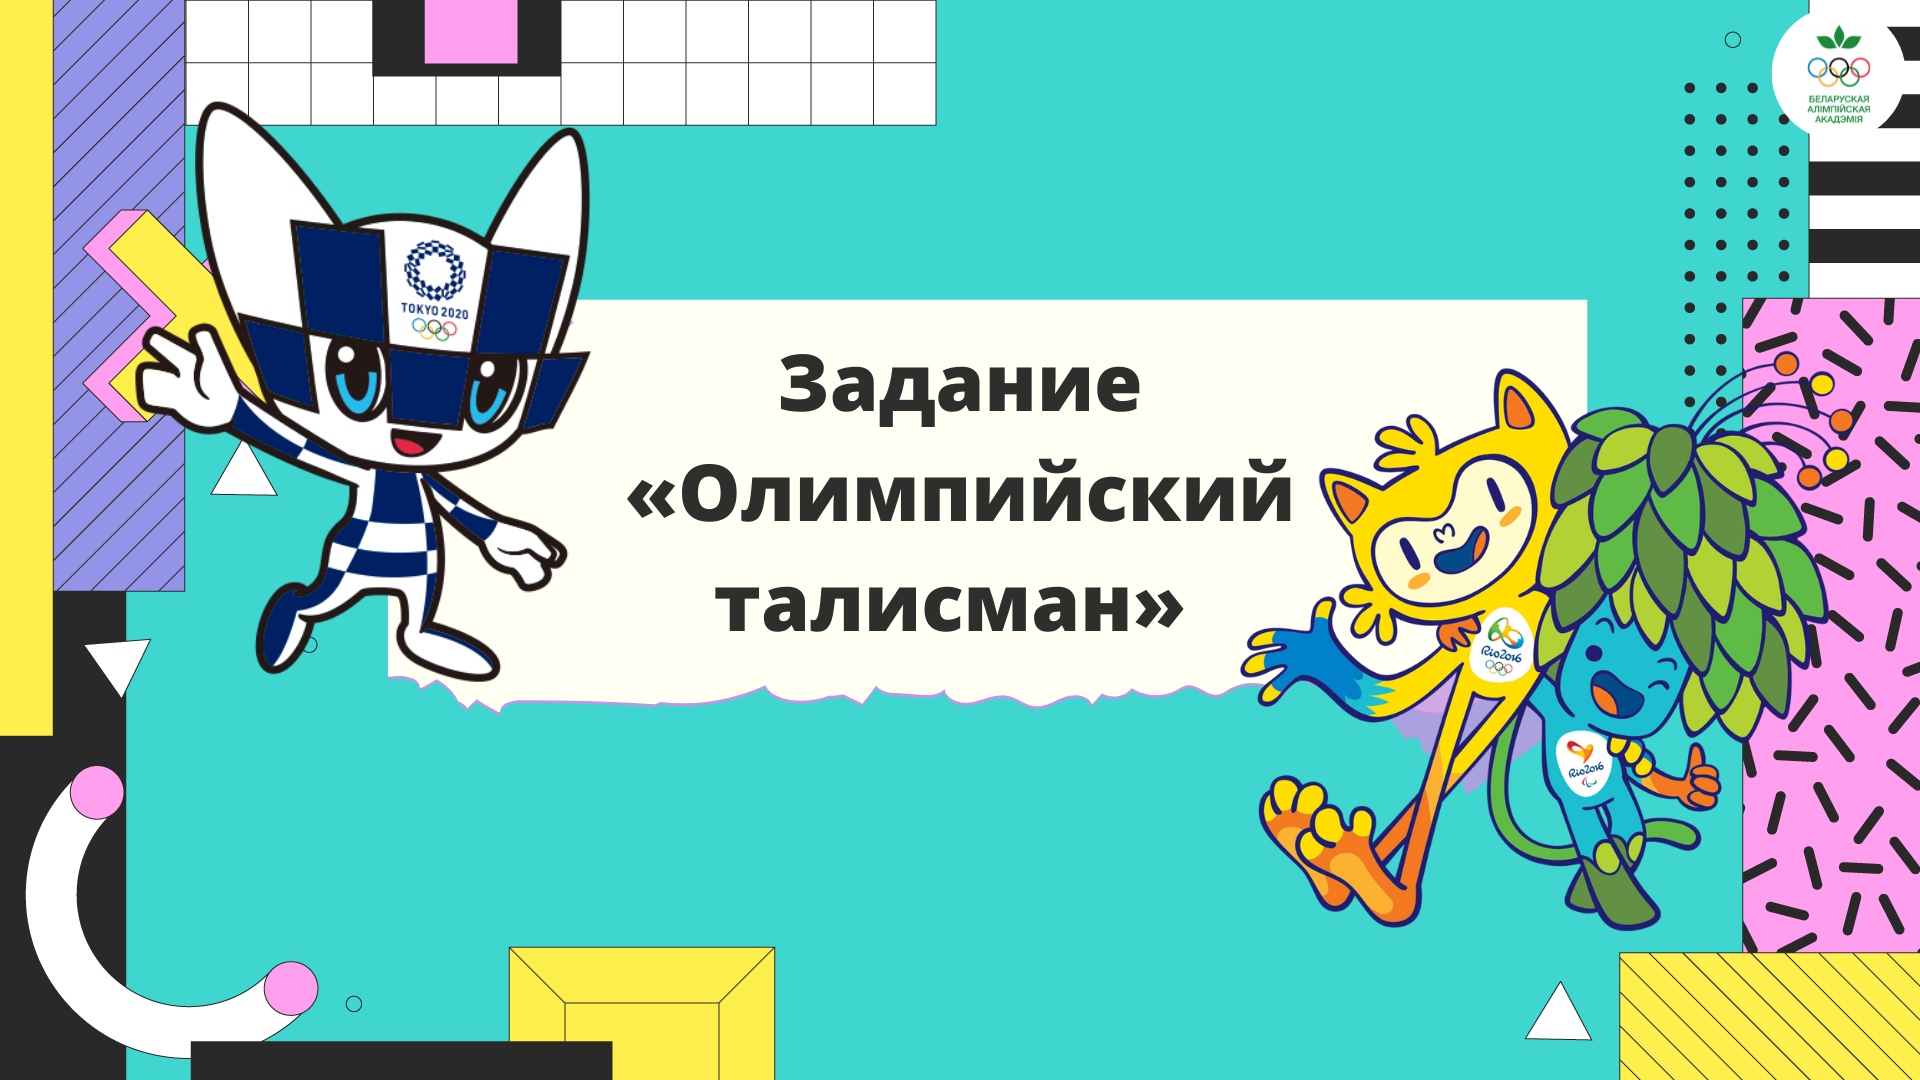 БЕЛАРУСКАЯ
АЛІМПІЙСКАЯ
АКАДЭМІЯ
TOKYO 2020
Задание
«Олимпийский
талисман»
Rio2016
Rio2016